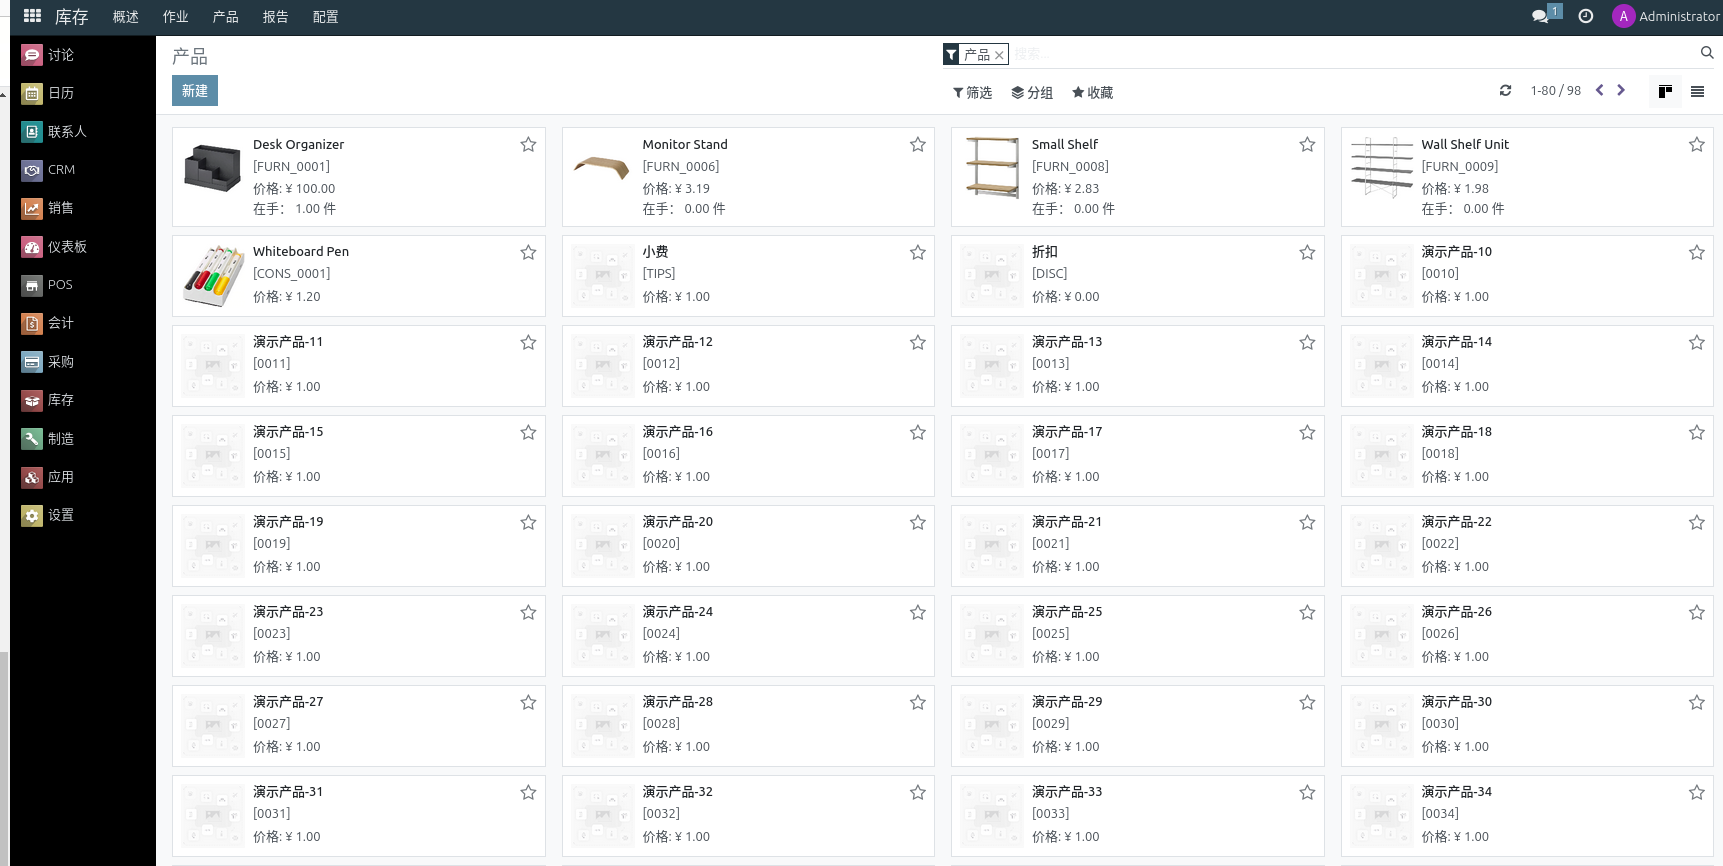 库存 概述 作业 产品 报告 配置 1 A Administrator
讨论
日历
联系人
CRM
销售
仪表板
POS
会计
采购
库存
制造
应用
设置
产品
产品 搜索...
新建
筛选 分组 收藏 1-80 / 98
Desk Organizer
[FURN_0001]
价格: ¥ 100.00
在手： 1.00 件
Monitor Stand
[FURN_0006]
价格: ¥ 3.19
在手： 0.00 件
Small Shelf
[FURN_0008]
价格: ¥ 2.83
在手： 0.00 件
Wall Shelf Unit
[FURN_0009]
价格: ¥ 1.98
在手： 0.00 件
Whiteboard Pen
[CONS_0001]
价格: ¥ 1.20
小费
[TIPS]
价格: ¥ 1.00
折扣
[DISC]
价格: ¥ 0.00
演示产品-10
[0010]
价格: ¥ 1.00
演示产品-11
[0011]
价格: ¥ 1.00
演示产品-12
[0012]
价格: ¥ 1.00
演示产品-13
[0013]
价格: ¥ 1.00
演示产品-14
[0014]
价格: ¥ 1.00
演示产品-15
[0015]
价格: ¥ 1.00
演示产品-16
[0016]
价格: ¥ 1.00
演示产品-17
[0017]
价格: ¥ 1.00
演示产品-18
[0018]
价格: ¥ 1.00
演示产品-19
[0019]
价格: ¥ 1.00
演示产品-20
[0020]
价格: ¥ 1.00
演示产品-21
[0021]
价格: ¥ 1.00
演示产品-22
[0022]
价格: ¥ 1.00
演示产品-23
[0023]
价格: ¥ 1.00
演示产品-24
[0024]
价格: ¥ 1.00
演示产品-25
[0025]
价格: ¥ 1.00
演示产品-26
[0026]
价格: ¥ 1.00
演示产品-27
[0027]
价格: ¥ 1.00
演示产品-28
[0028]
价格: ¥ 1.00
演示产品-29
[0029]
价格: ¥ 1.00
演示产品-30
[0030]
价格: ¥ 1.00
演示产品-31
[0031]
价格: ¥ 1.00
演示产品-32
[0032]
价格: ¥ 1.00
演示产品-33
[0033]
价格: ¥ 1.00
演示产品-34
[0034]
价格: ¥ 1.00